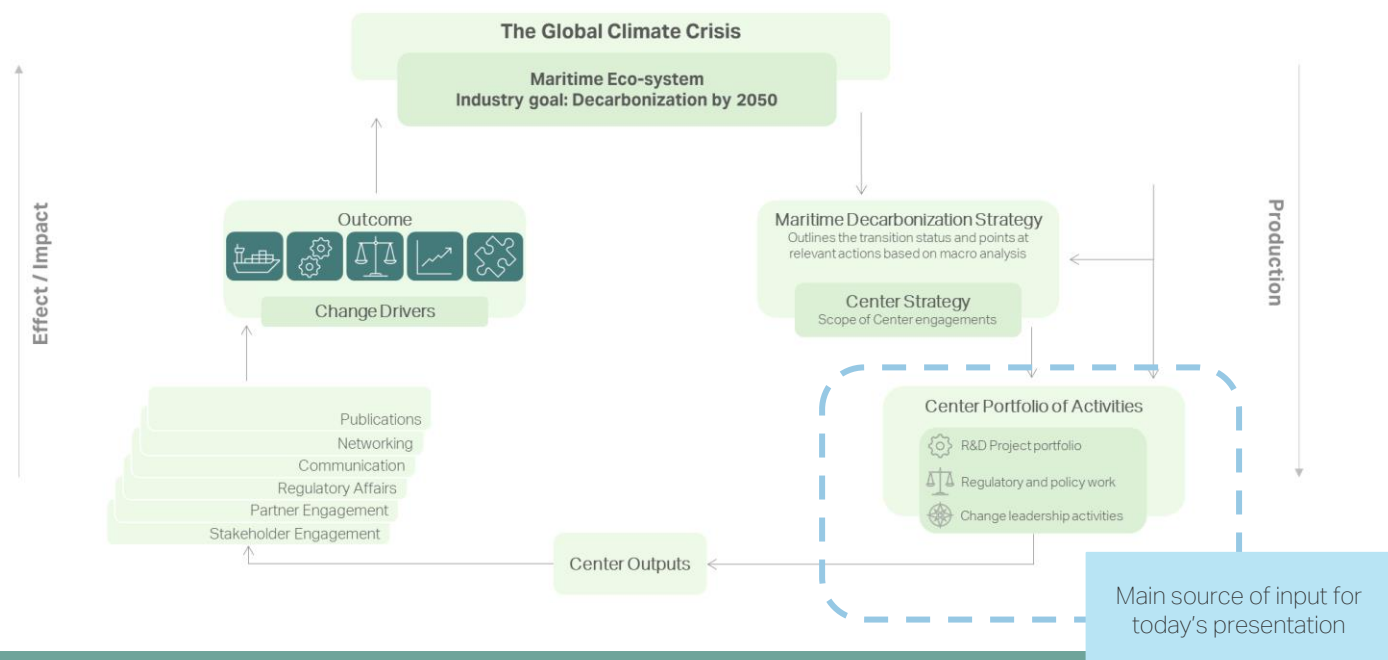 The Global Climate Crisis
Maritime Eco-system
Industry goal: Decarbonization by 2050
Effect / Impact
Production
Outcome
Change Drivers
Maritime Decarbonization Strategy
Outlines the transition status and points at
relevant actions based on macro analysis
Center Strategy
Scope of Center engagements
Center Portfolio of Activities
R&D Project portfolio
Regulatory and policy work
Change leadership activities
Publications
Networking
Communication
Regulatory Affairs
Partner Engagement
Stakeholder Engagement
Center Outputs
Main source of input for
today's presentation